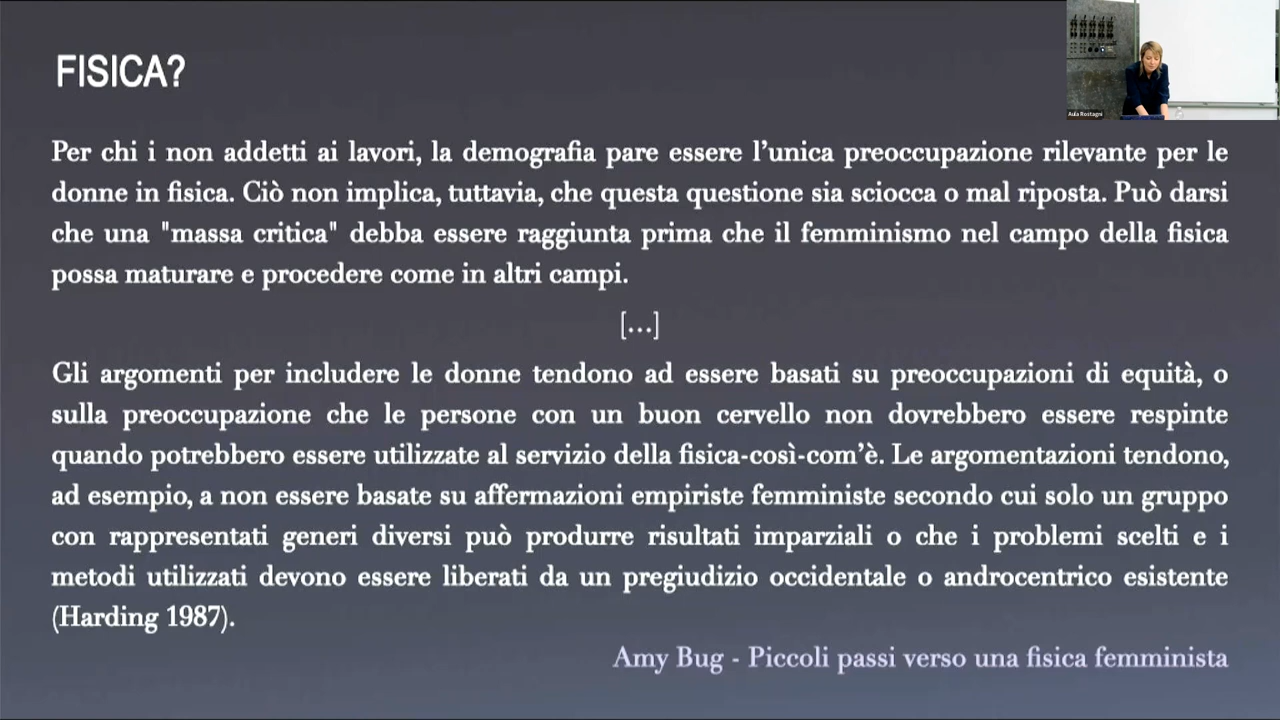 FISICA?
Aula Rostagni
Per chi i non addetti ai lavori, la demografia pare essere l'unica preoccupazione rilevante per le
donne in fisica. Ciò non implica, tuttavia, che questa questione sia sciocca o mal riposta. Può darsi
che una "massa critica" debba essere raggiunta prima che il femminismo nel campo della fisica
possa maturare e procedere come in altri campi.
[…]
Gli argomenti per includere le donne tendono ad essere basati su preoccupazioni di equità, o
sulla preoccupazione che le persone con un buon cervello non dovrebbero essere respinte
quando potrebbero essere utilizzate al servizio della fisica-così-com'è. Le argomentazioni tendono,
ad esempio, a non essere basate su affermazioni empiriste femministe secondo cui solo un gruppo
con rappresentati generi diversi può produrre risultati imparziali o che i problemi scelti e i
metodi utilizzati devono essere liberati da un pregiudizio occidentale o androcentrico esistente
(Harding 1987).
Amy Bug - Piccoli passi verso una fisica femminista